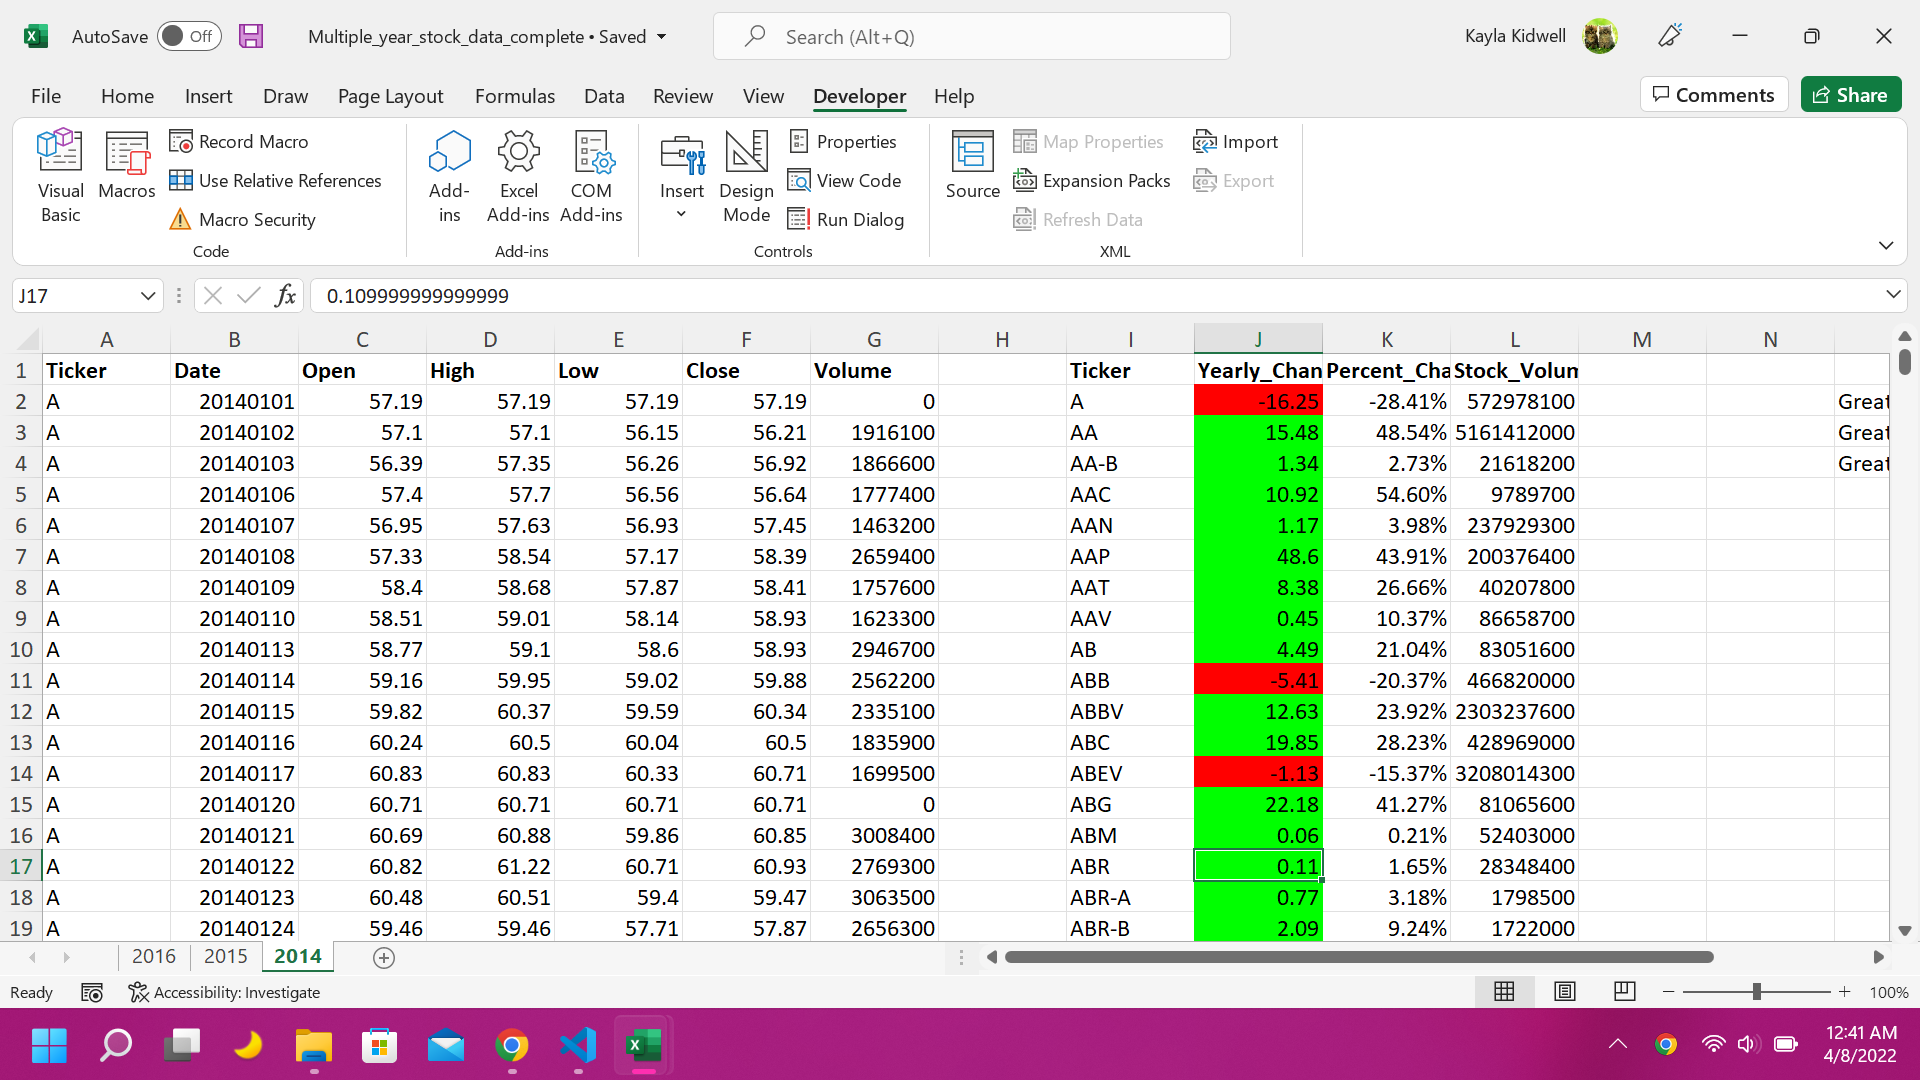 AutoSave Off Multiple_year_stock_data_complete • Saved Search (Alt+Q) Kayla Kidwell
File Home Insert Draw Page Layout Formulas Data Review View Developer Help Comments Share
Visual Basic Macros Record Macro Use Relative References Macro Security
Code
Add-ins Excel Add-ins COM Add-ins
Add-ins
Insert Design Mode Properties View Code Run Dialog
Controls
Source Map Properties Expansion Packs Refresh Data Import Export
XML
J17 fx 0.109999999999999
A B C D E F G H I J K L M N
1 Ticker Date Open High Low Close Volume Ticker Yearly_Chan Percent_Cha Stock_Volum
2 A 20140101 57.19 57.19 57.19 57.19 0 A -16.25 -28.41% 572978100 Great
3 A 20140102 57.1 57.1 56.15 56.21 1916100 AA 15.48 48.54% 5161412000 Great
4 A 20140103 56.39 57.35 56.26 56.92 1866600 AA-B 1.34 2.73% 21618200 Great
5 A 20140106 57.4 57.7 56.56 56.64 1777400 AAC 10.92 54.60% 9789700
6 A 20140107 56.95 57.63 56.93 57.45 1463200 AAN 1.17 3.98% 237929300
7 A 20140108 57.33 58.54 57.17 58.39 2659400 AAP 48.6 43.91% 200376400
8 A 20140109 58.4 58.68 57.87 58.41 1757600 AAT 8.38 26.66% 40207800
9 A 20140110 58.51 59.01 58.14 58.93 1623300 AAV 0.45 10.37% 86658700
10 A 20140113 58.77 59.1 58.6 58.93 2946700 AB 4.49 21.04% 83051600
11 A 20140114 59.16 59.95 59.02 59.88 2562200 ABB -5.41 -20.37% 466820000
12 A 20140115 59.82 60.37 59.59 60.34 2335100 ABBV 12.63 23.92% 2303237600
13 A 20140116 60.24 60.5 60.04 60.5 1835900 ABC 19.85 28.23% 428969000
14 A 20140117 60.83 60.83 60.33 60.71 1699500 ABEV -1.13 -15.37% 3208014300
15 A 20140120 60.71 60.71 60.71 60.71 0 ABG 22.18 41.27% 81065600
16 A 20140121 60.69 60.88 59.86 60.85 3008400 ABM 0.06 0.21% 52403000
17 A 20140122 60.82 61.22 60.71 60.93 2769300 ABR 0.11 1.65% 28348400
18 A 20140123 60.48 60.51 59.4 59.47 3063500 ABR-A 0.77 3.18% 1798500
19 A 20140124 59.46 59.46 57.71 57.87 2656300 ABR-B 2.09 9.24% 1722000
2016 2015 2014
Ready Accessibility: Investigate 100%
12:41 AM
4/8/2022